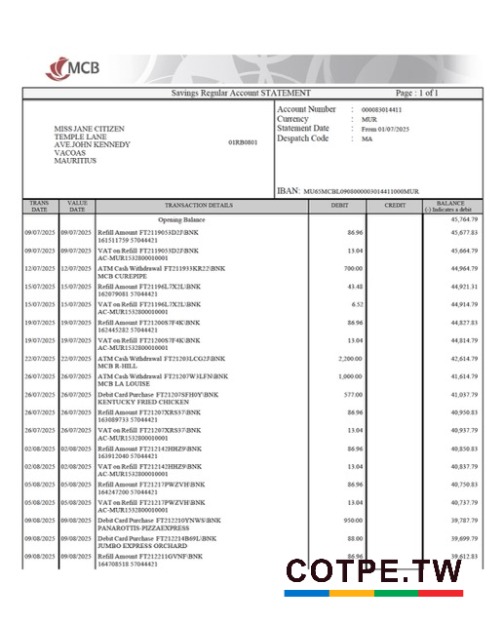 MCB
Savings Regular Account STATEMENT Page : 1 of 1
Account Number : 000083014411
Currency : MUR
Statement Date : From 01/07/2025
Despatch Code : MA
MISS JANE CITIZEN
TEMPLE LANE
AVE JOHN KENNEDY 01RB0801
VACOAS
MAURITIUS
IBAN:
TRANS DATE VALUE DATE TRANSACTION DETAILS DEBIT CREDIT BALANCE (-) Indicates a debit
Opening Balance 45,764.79
09/07/2025 09/07/2025 Refill Amount FT2119653D2J\BNK 86.96 45,677.83
161511759 57044421
09/07/2025 09/07/2025 VAT on Refill FT2119653D2J\BNK 13.04 45,664.79
AC-MUR1532800010001
12/07/2025 12/07/2025 ATM Cash Withdrawal FT211933KR22\BNK 700.00 44,964.79
MCB CUREPIPE
15/07/2025 15/07/2025 Refill Amount FT21196L7X2L\BNK 43.48 44,921.31
162079081 57044421
15/07/2025 15/07/2025 VAT on Refill FT21196L7X2L\BNK 6.52 44,914.79
AC-MUR1532800010001
19/07/2025 19/07/2025 Refill Amount FT2120087F4K\BNK 86.96 44,827.83
162445282 57044421
19/07/2025 19/07/2025 VAT on Refill FT2120087F4K\BNK 13.04 44,814.79
AC-MUR1532800010001
22/07/2025 22/07/2025 ATM Cash Withdrawal FT21203LCG2J\BNK 2,200.00 42,614.79
MCB R-HILL
26/07/2025 26/07/2025 ATM Cash Withdrawal FT21207W3LFN\BNK 1,000.00 41,614.79
MCB LA LOUISE
26/07/2025 26/07/2025 Debit Card Purchase FT21207SFH0Y\BNK 577.00 41,037.79
KENTUCKY FRIED CHICKEN
26/07/2025 26/07/2025 Refill Amount FT21207XRS37\BNK 86.96 40,950.83
163089733 57044421
26/07/2025 26/07/2025 VAT on Refill FT21207XRS37\BNK 13.04 40,937.79
AC-MUR1532800010001
02/08/2025 02/08/2025 Refill Amount FT212142HHZ9\BNK 86.96 40,850.83
163912040 57044421
02/08/2025 02/08/2025 VAT on Refill FT212142HHZ9\BNK 13.04 40,837.79
AC-MUR1532800010001
05/08/2025 05/08/2025 Refill Amount FT21217PWZVH\BNK 86.96 40,750.83
164247200 57044421
05/08/2025 05/08/2025 VAT on Refill FT21217PWZVH\BNK 13.04 40,737.79
AC-MUR1532800010001
09/08/2025 09/08/2025 Debit Card Purchase FT212210YNW8\BNK 950.00 39,787.79
PANAROTTIS-PIZZAEXPRESS
09/08/2025 09/08/2025 Debit Card Purchase FT212214B69L\BNK 88.00 39,699.79
JUMBO EXPRESS ORCHARD
09/08/2025 09/08/2025 Refill Amount FT212211GVNF\BNK 86.96 39,612.83
164708518 57044421
COTPE.TW